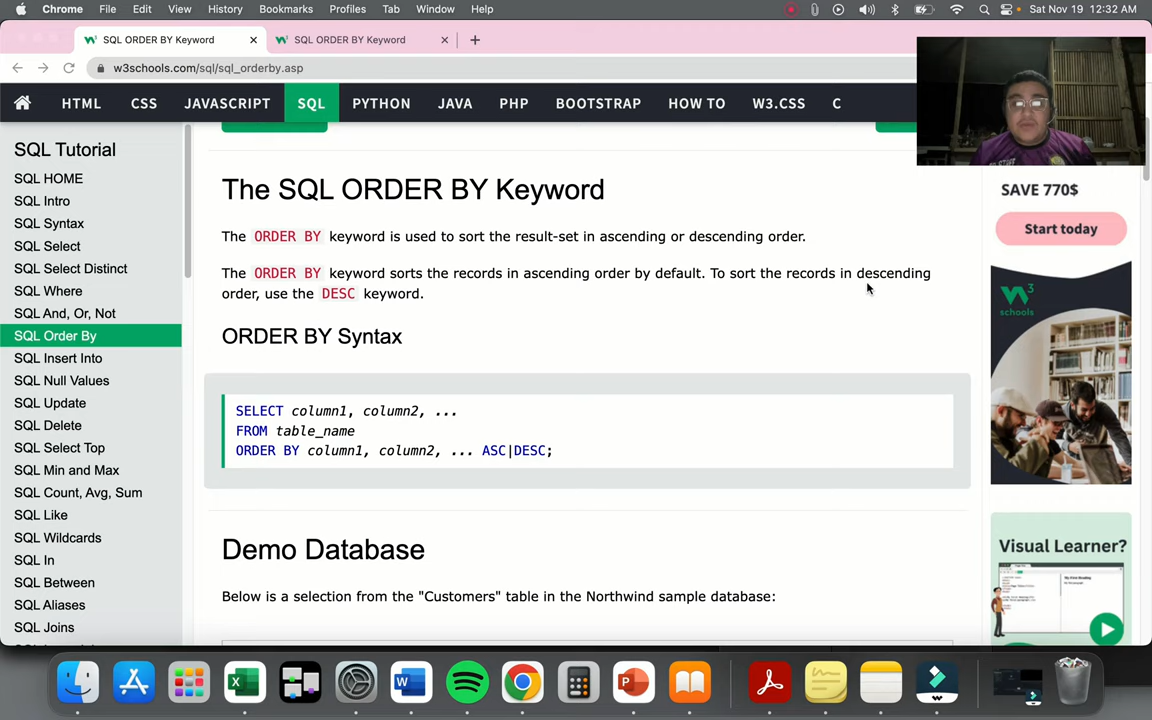 Chrome File Edit View History Bookmarks Profiles Tab Window Help Sat Nov 19 12:32 AM
SQL ORDER BY Keyword
SQL ORDER BY Keyword
w3schools.com/sql/sql_orderby.asp
HTML CSS JAVASCRIPT SQL PYTHON JAVA PHP BOOTSTRAP HOW TO W3.CSS C
SQL Tutorial
SQL HOME
SQL Intro
SQL Syntax
SQL Select
SQL Select Distinct
SQL Where
SQL And, Or, Not
SQL Order By
SQL Insert Into
SQL Null Values
SQL Update
SQL Delete
SQL Select Top
SQL Min and Max
SQL Count, Avg, Sum
SQL Like
SQL Wildcards
SQL In
SQL Between
SQL Aliases
SQL Joins
The SQL ORDER BY Keyword
The ORDER BY keyword is used to sort the result-set in ascending or descending order.
The ORDER BY keyword sorts the records in ascending order by default. To sort the records in descending
order, use the DESC keyword.
ORDER BY Syntax
SELECT column1, column2, ...
FROM table_name
ORDER BY column1, column2, ... ASC|DESC;
Demo Database
Below is a selection from the "Customers" table in the Northwind sample database:
SAVE 770$
Start today
W3
schools
Visual Learner?